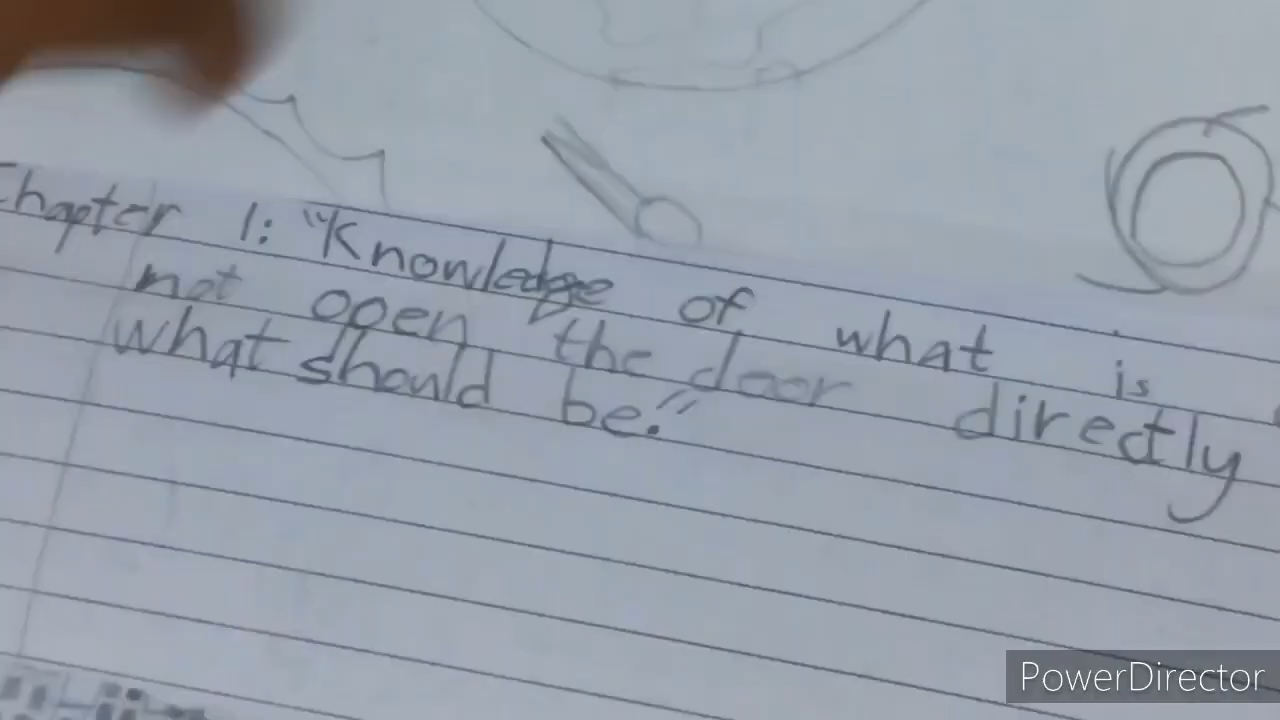 Chapter 1: "Knowledge of what is
not open the door directly
what should be."
PowerDirector